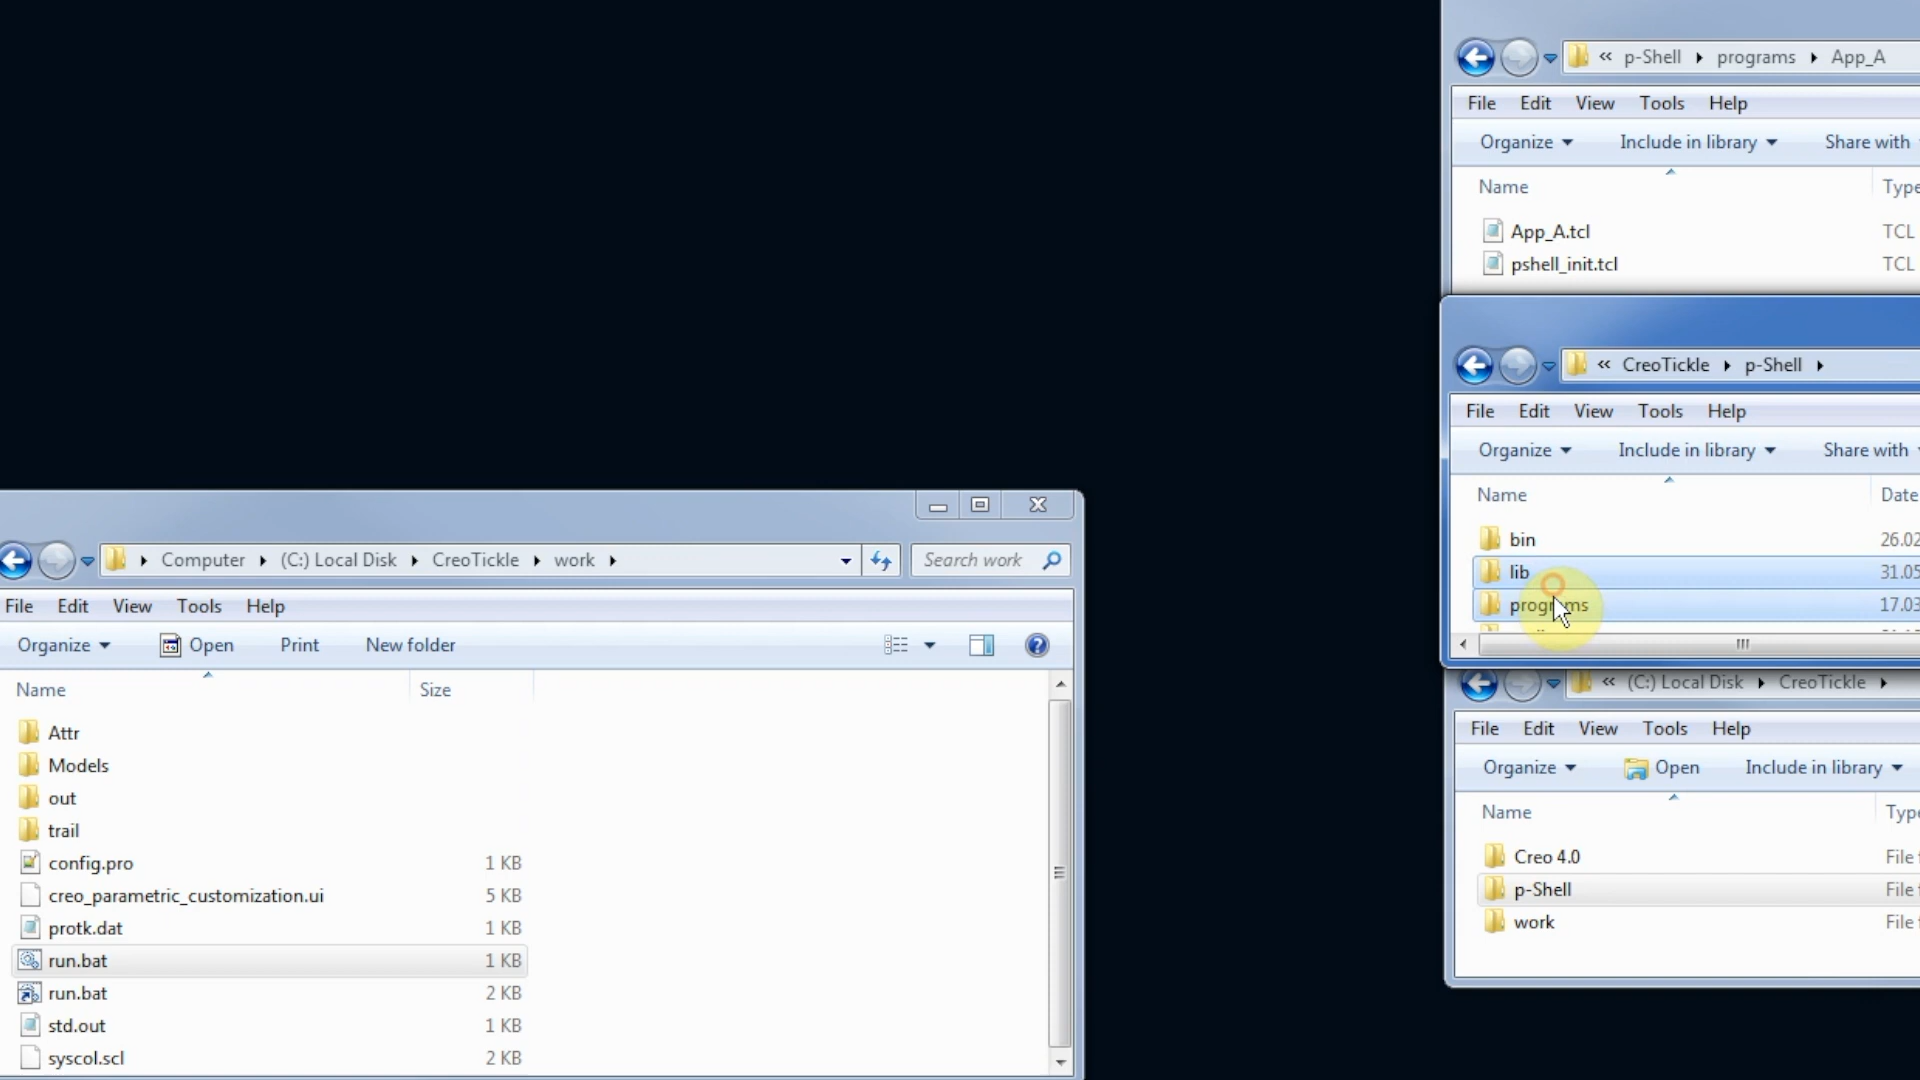 « p-Shell programs App_A
File Edit View Tools Help
Organize Include in library Share with
Name Type
App_A.tcl TCL
pshell_init.tcl TCL
« CreoTickle p-Shell
File Edit View Tools Help
Organize Include in library Share with
Name Date
bin 26.02
lib 31.05
programs 17.03
« (C:) Local Disk CreoTickle
File Edit View Tools Help
Organize Open Include in library
Name Type
Creo 4.0 File
p-Shell File
work File
Computer (C:) Local Disk CreoTickle work Search work
File Edit View Tools Help
Organize Open Print New folder
Name Size
Attr
Models
out
trail
config.pro 1 KB
creo_parametric_customization.ui 5 KB
protk.dat 1 KB
run.bat 1 KB
run.bat 2 KB
std.out 1 KB
syscol.scl 2 KB